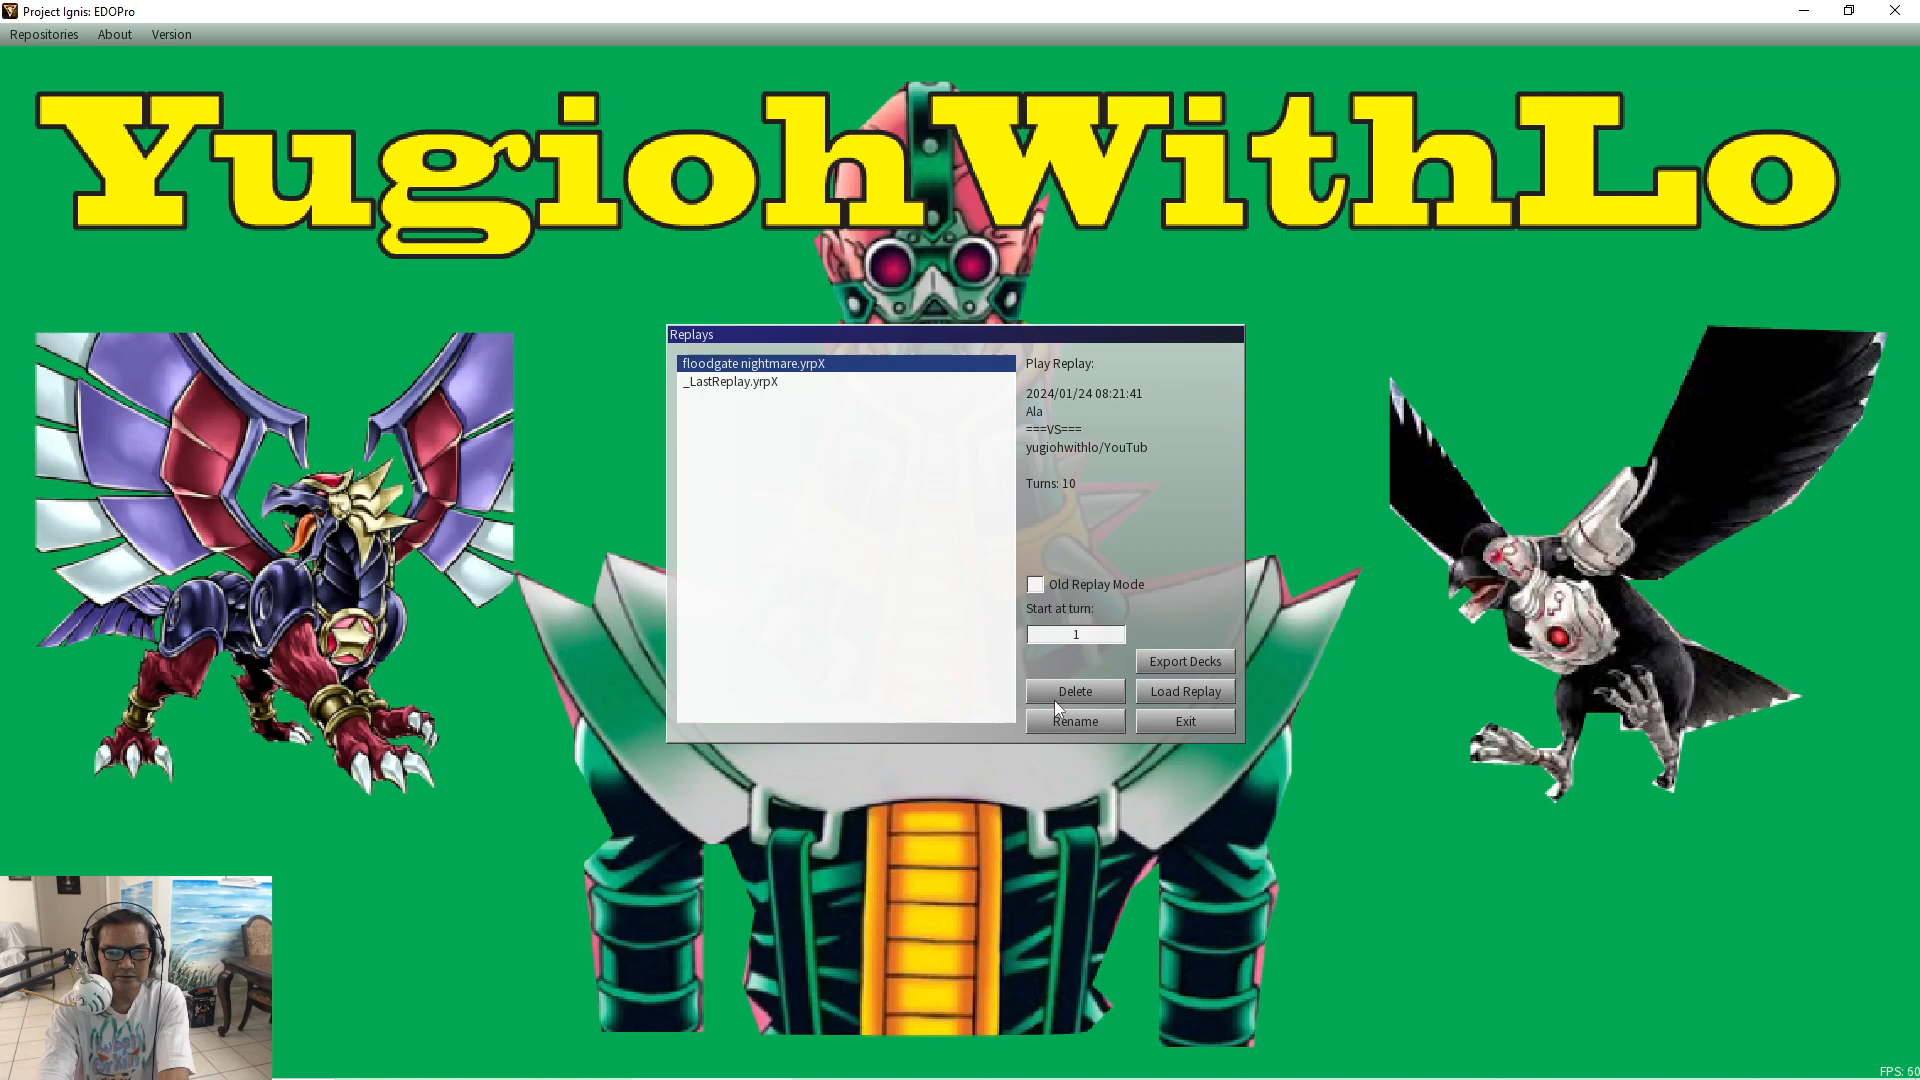 Project Ignis: EDOPro
Repositories About Version
YugiohWithLo
Replays
floodgate nightmare.yrpX
_LastReplay.yrpX
Play Replay:
2024/01/24 08:21:41
Ala
===VS===
yugiohwithlo/YouTub
Turns: 10
Old Replay Mode
Start at turn:
1
Export Decks
Delete
Load Replay
Rename
Exit
FPS: 60